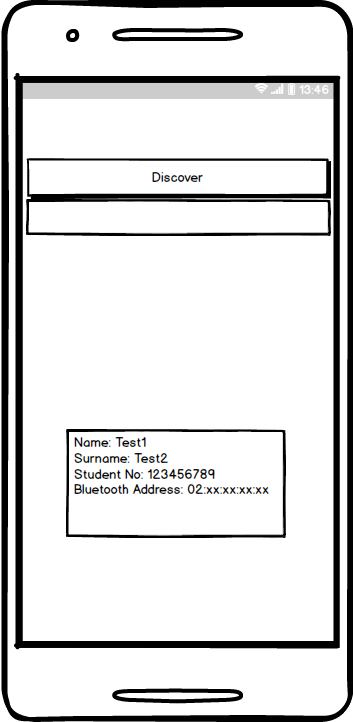 13:46
Discover
Name: Test1
Surname: Test2
Student No: 123456789
Bluetooth Address: 02:xx:xx:xx:xx